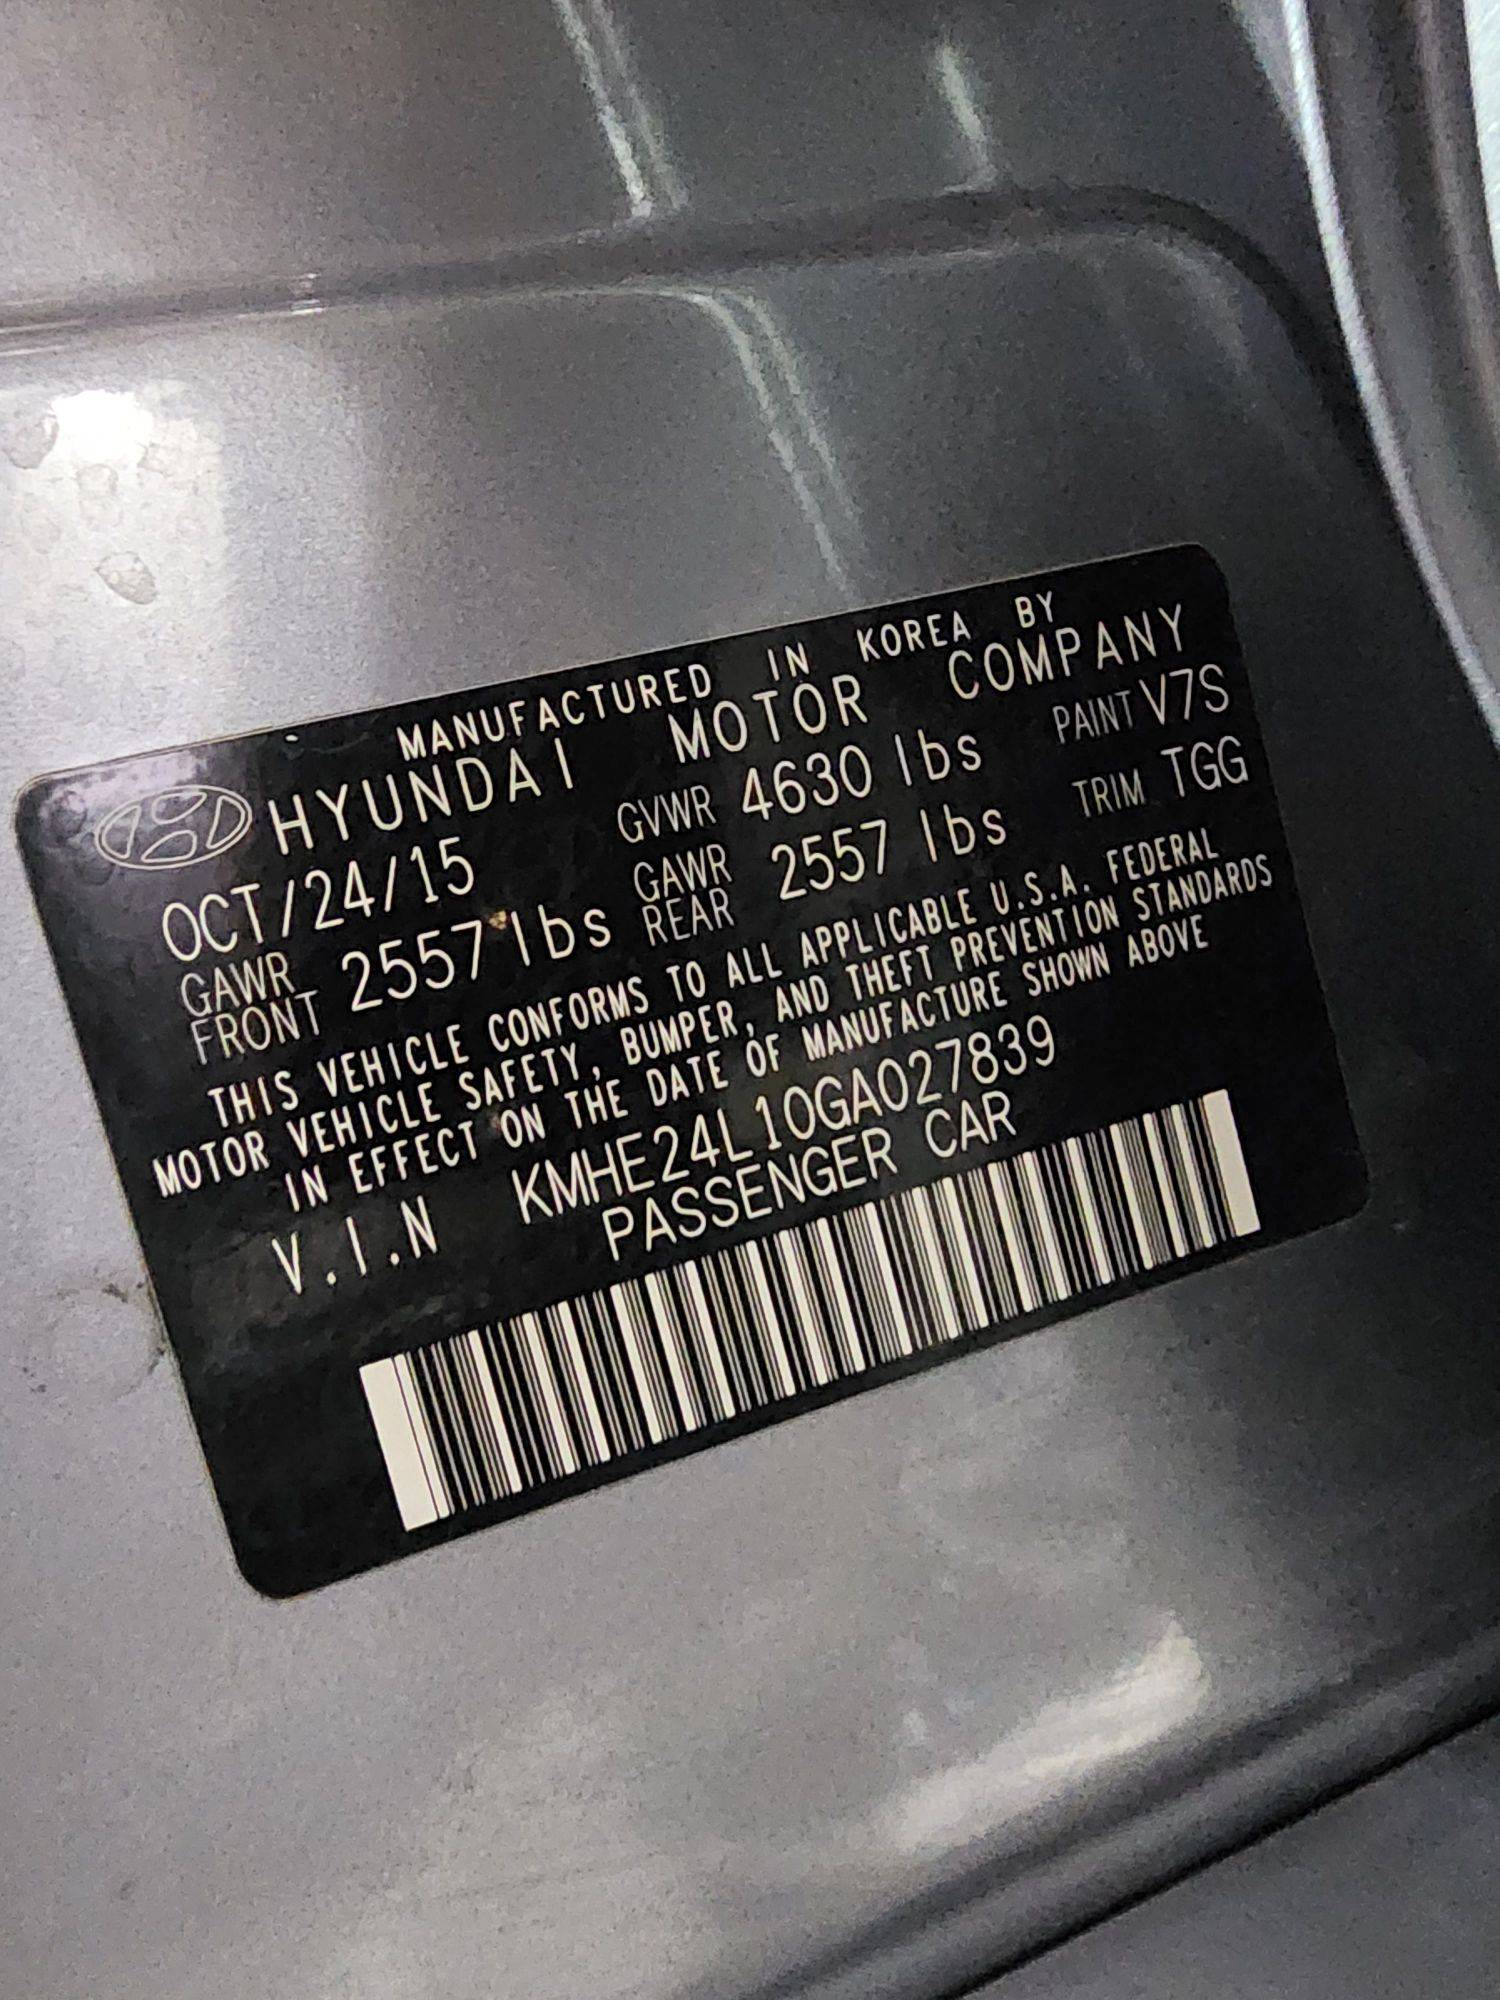 MANUFACTURED IN KOREA BY
HYUNDAI MOTOR COMPANY
OCT/24/15 GVWR 4630 lbs PAINT V7S
GAWR FRONT 2557 lbs GAWR REAR 2557 lbs TRIM TGG
THIS VEHICLE CONFORMS TO ALL APPLICABLE U.S.A. FEDERAL
MOTOR VEHICLE SAFETY, BUMPER, AND THEFT PREVENTION STANDARDS
IN EFFECT ON THE DATE OF MANUFACTURE SHOWN ABOVE
V.I.N KMHE24L10GA027839
PASSENGER CAR